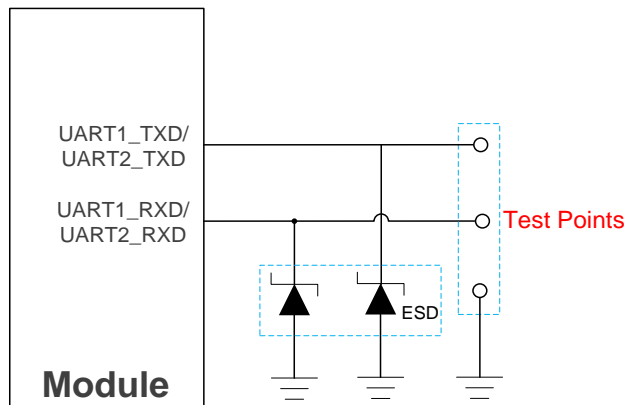 UART1_TXD/
UART2_TXD
UART1_RXD/
UART2_RXD
Test Points
ESD
Module